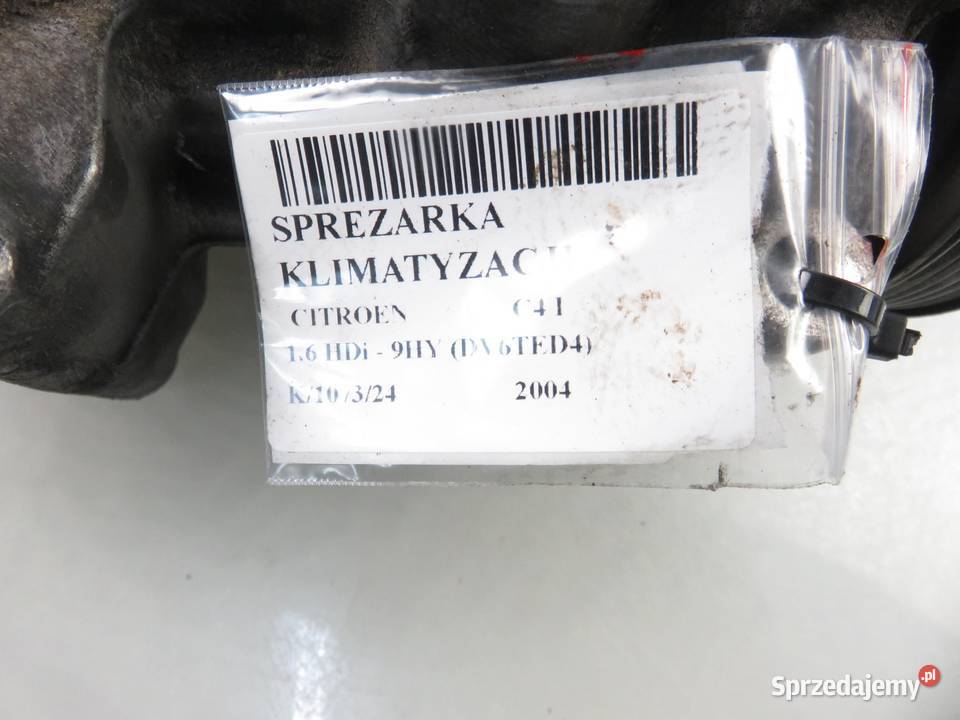 SPREZARKA
KLIMATYZACJI
CITROEN C4 I
1.6 HDi - 9HY (DV6TED4)
K/10/3/24 2004
Sprzedajemy.pl